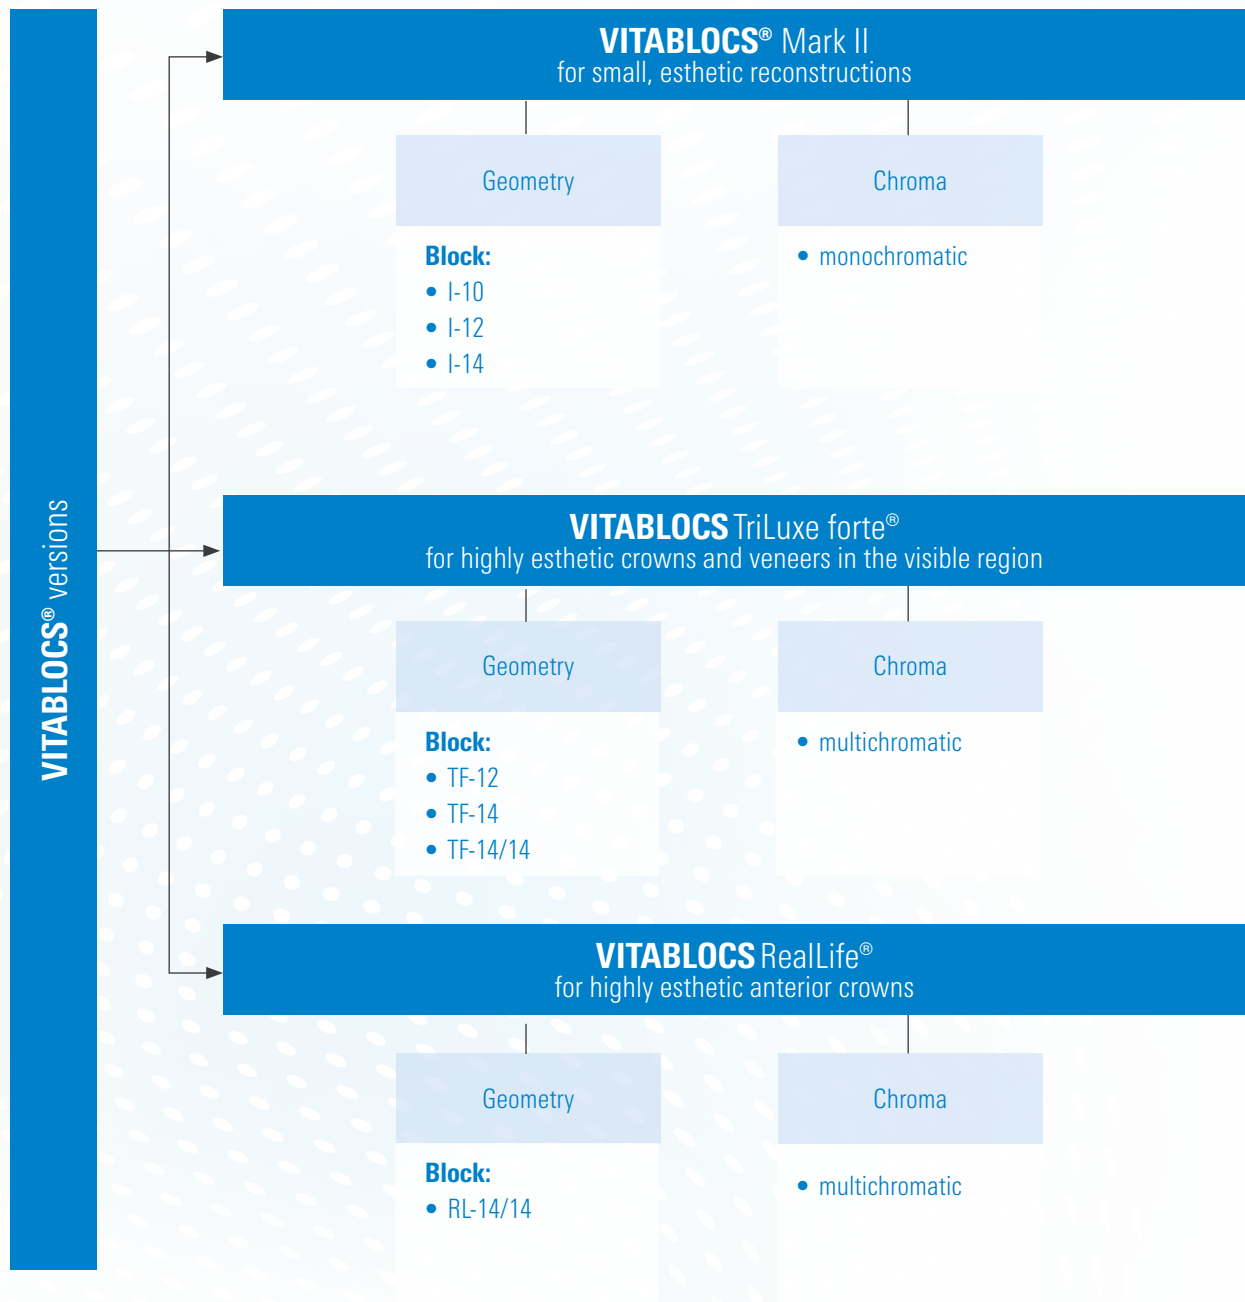 VITABLOCS® versions
VITABLOCS® Mark II
for small, esthetic reconstructions
Geometry
Block:
• I-10
• I-12
• I-14
Chroma
• monochromatic
VITABLOCS TriLuxe forte®
for highly esthetic crowns and veneers in the visible region
Geometry
Block:
• TF-12
• TF-14
• TF-14/14
Chroma
• multichromatic
VITABLOCS RealLife®
for highly esthetic anterior crowns
Geometry
Block:
• RL-14/14
Chroma
• multichromatic